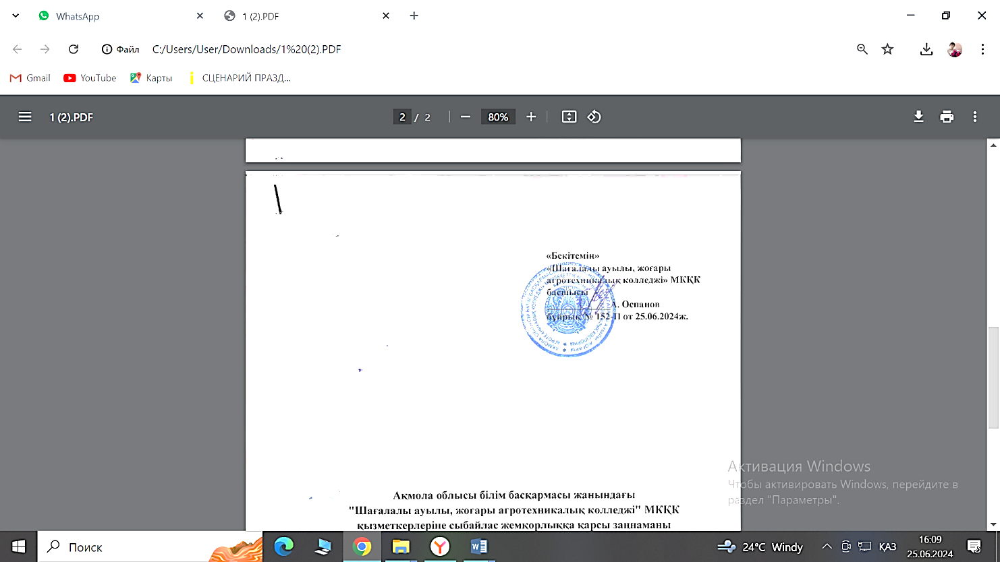 WhatsApp
1 (2).PDF
Файл
C:/Users/User/Downloads/1%20(2).PDF
Gmail
YouTube
Карты
СЦЕНАРИЙ ПРАЗД...
1 (2).PDF
2 / 2
80%
«Бекітемін»
«Шағалалы ауылы, жоғары
агротехникалық колледжі» МКҚК
басшысы
А. Оспанов
бұйрық № 152-П от 25.06.2024ж.
Ақмола облысы білім басқармасы жанындағы
"Шағалалы ауылы, жоғары агротехникалық колледжі" МКҚК
қызметкерлеріне сыбайлас жемқорлыққа қарсы заңнаманы
Активация Windows
Чтобы активировать Windows, перейдите в
раздел "Параметры".
Поиск
24°C Windy
ҚАЗ
16:09
25.06.2024